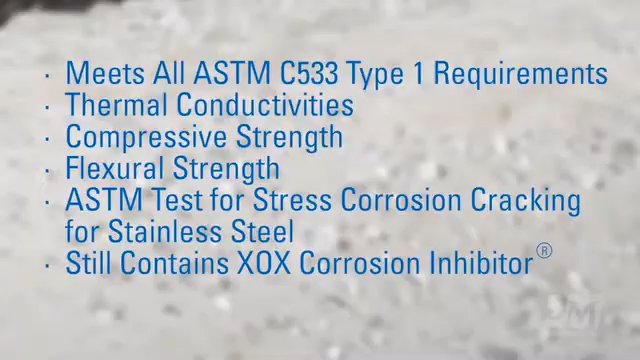 · Meets All ASTM C533 Type 1 Requirements
· Thermal Conductivities
· Compressive Strength
· Flexural Strength
· ASTM Test for Stress Corrosion Cracking
for Stainless Steel
· Still Contains XOX Corrosion Inhibitor®